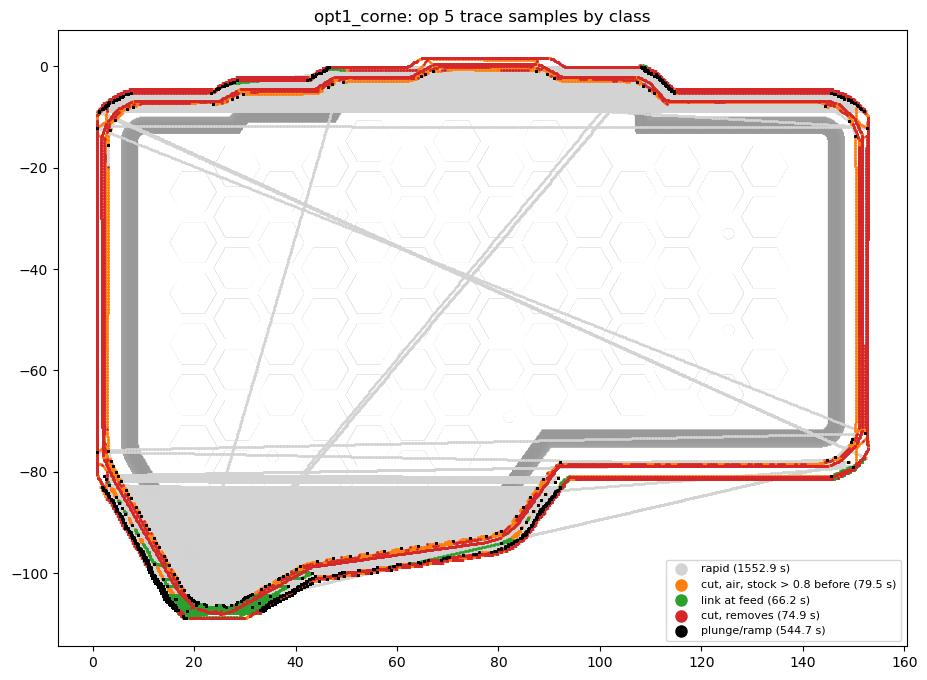 opt1_corne: op 5 trace samples by class
0
−20
−40
−60
−80
−100
0
20
40
60
80
100
120
140
160
rapid (1552.9 s)
cut, air, stock > 0.8 before (79.5 s)
link at feed (66.2 s)
cut, removes (74.9 s)
plunge/ramp (544.7 s)